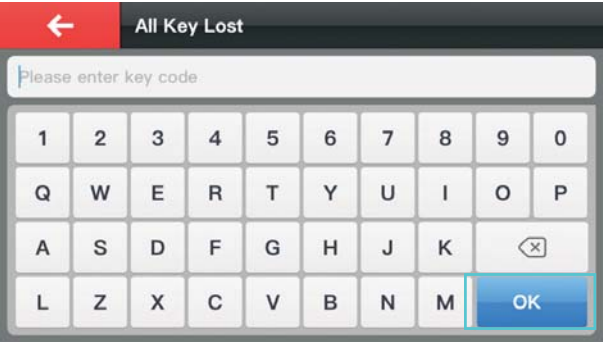 All Key Lost
Please enter key code
1 2 3 4 5 6 7 8 9 0
Q W E R T Y U I O P
A S D F G H J K
L Z X C V B N M OK